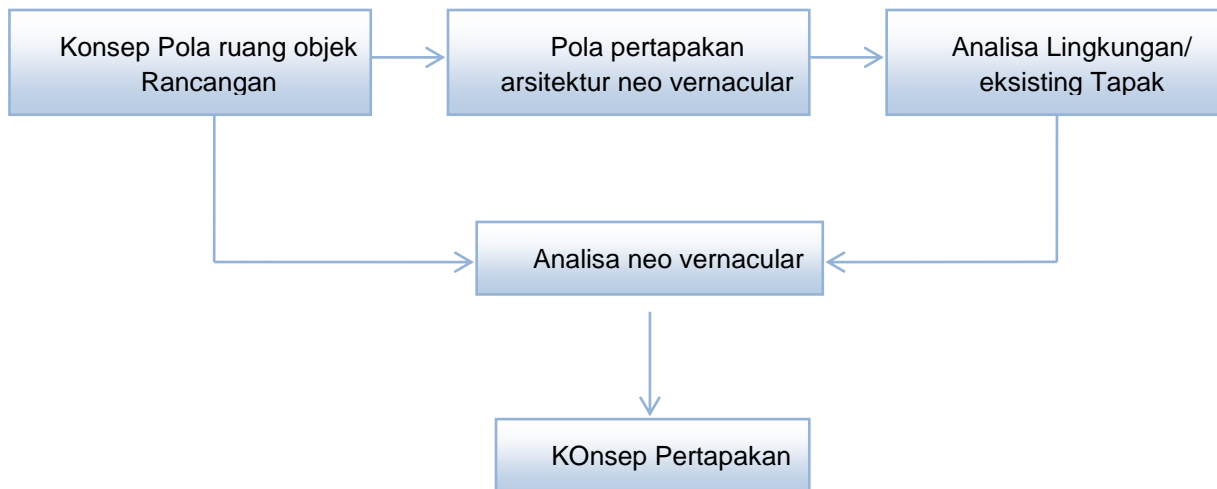 Konsep Pola ruang objek
Rancangan
Pola pertapakan
arsitektur neo vernacular
Analisa Lingkungan/
eksisting Tapak
Analisa neo vernacular
KOnsep Pertapakan